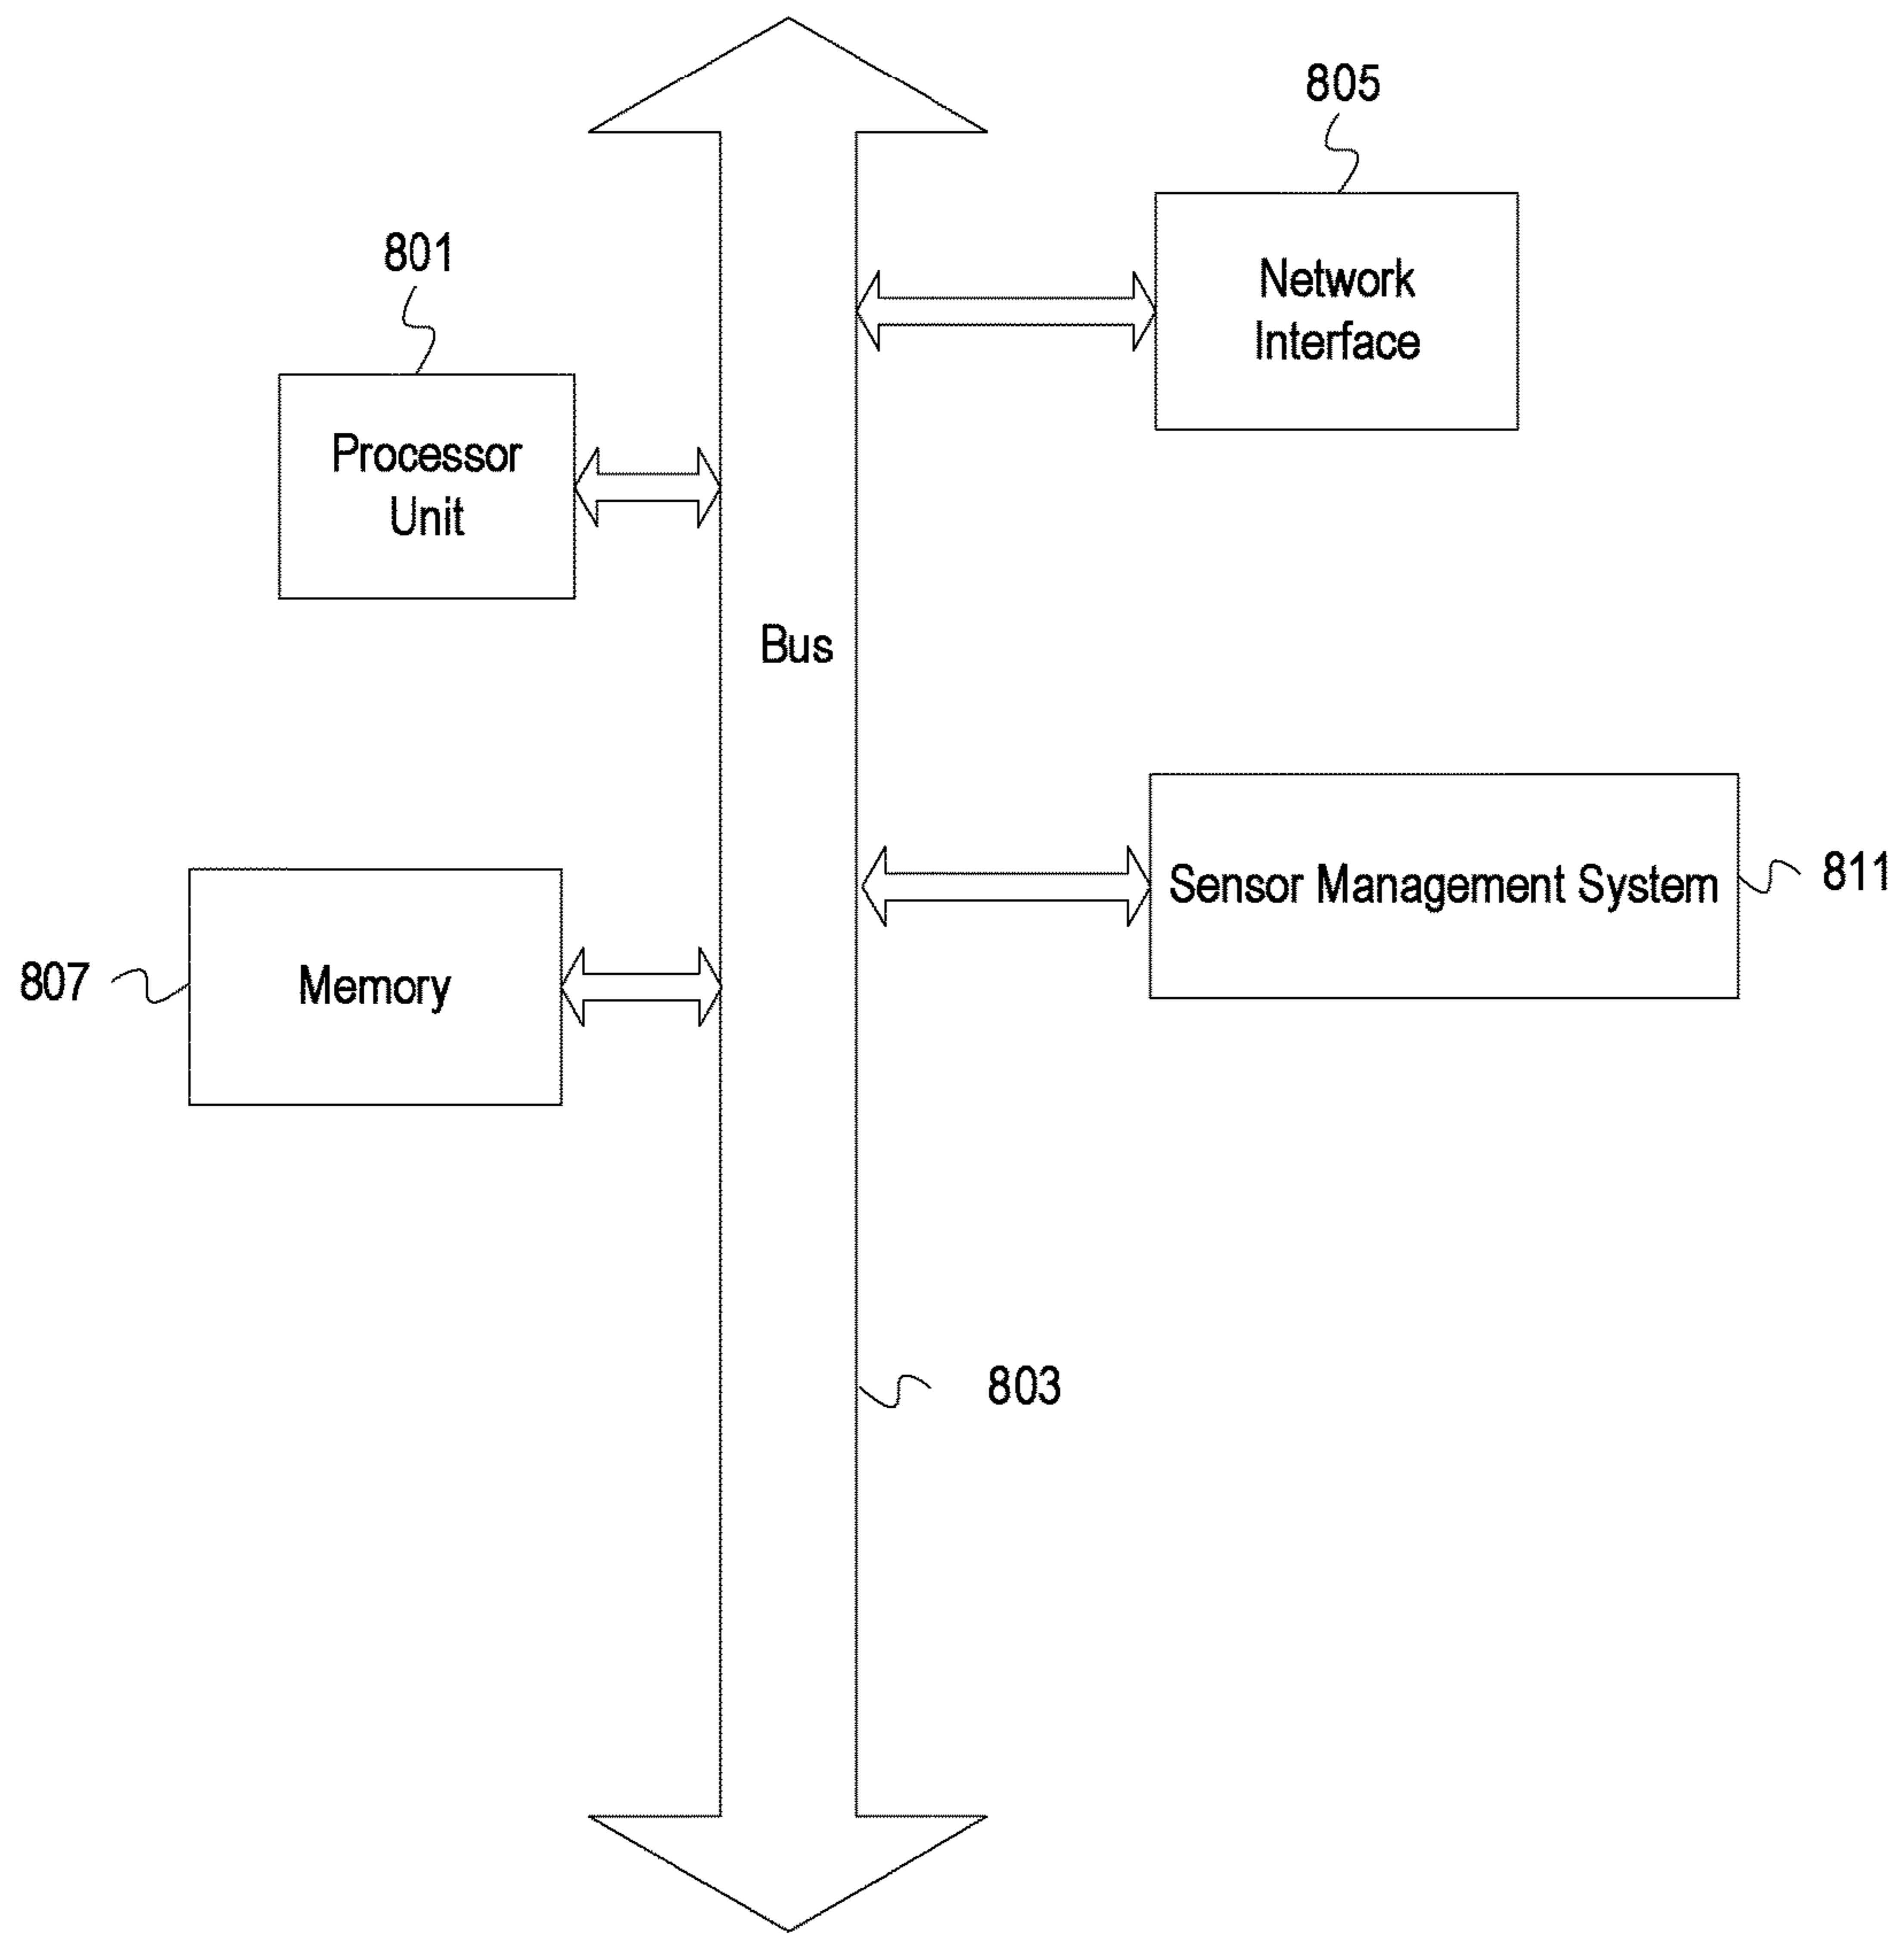 805
Network
Interface
801
Processor
Unit
Bus
Sensor Management System
811
807
Memory
803